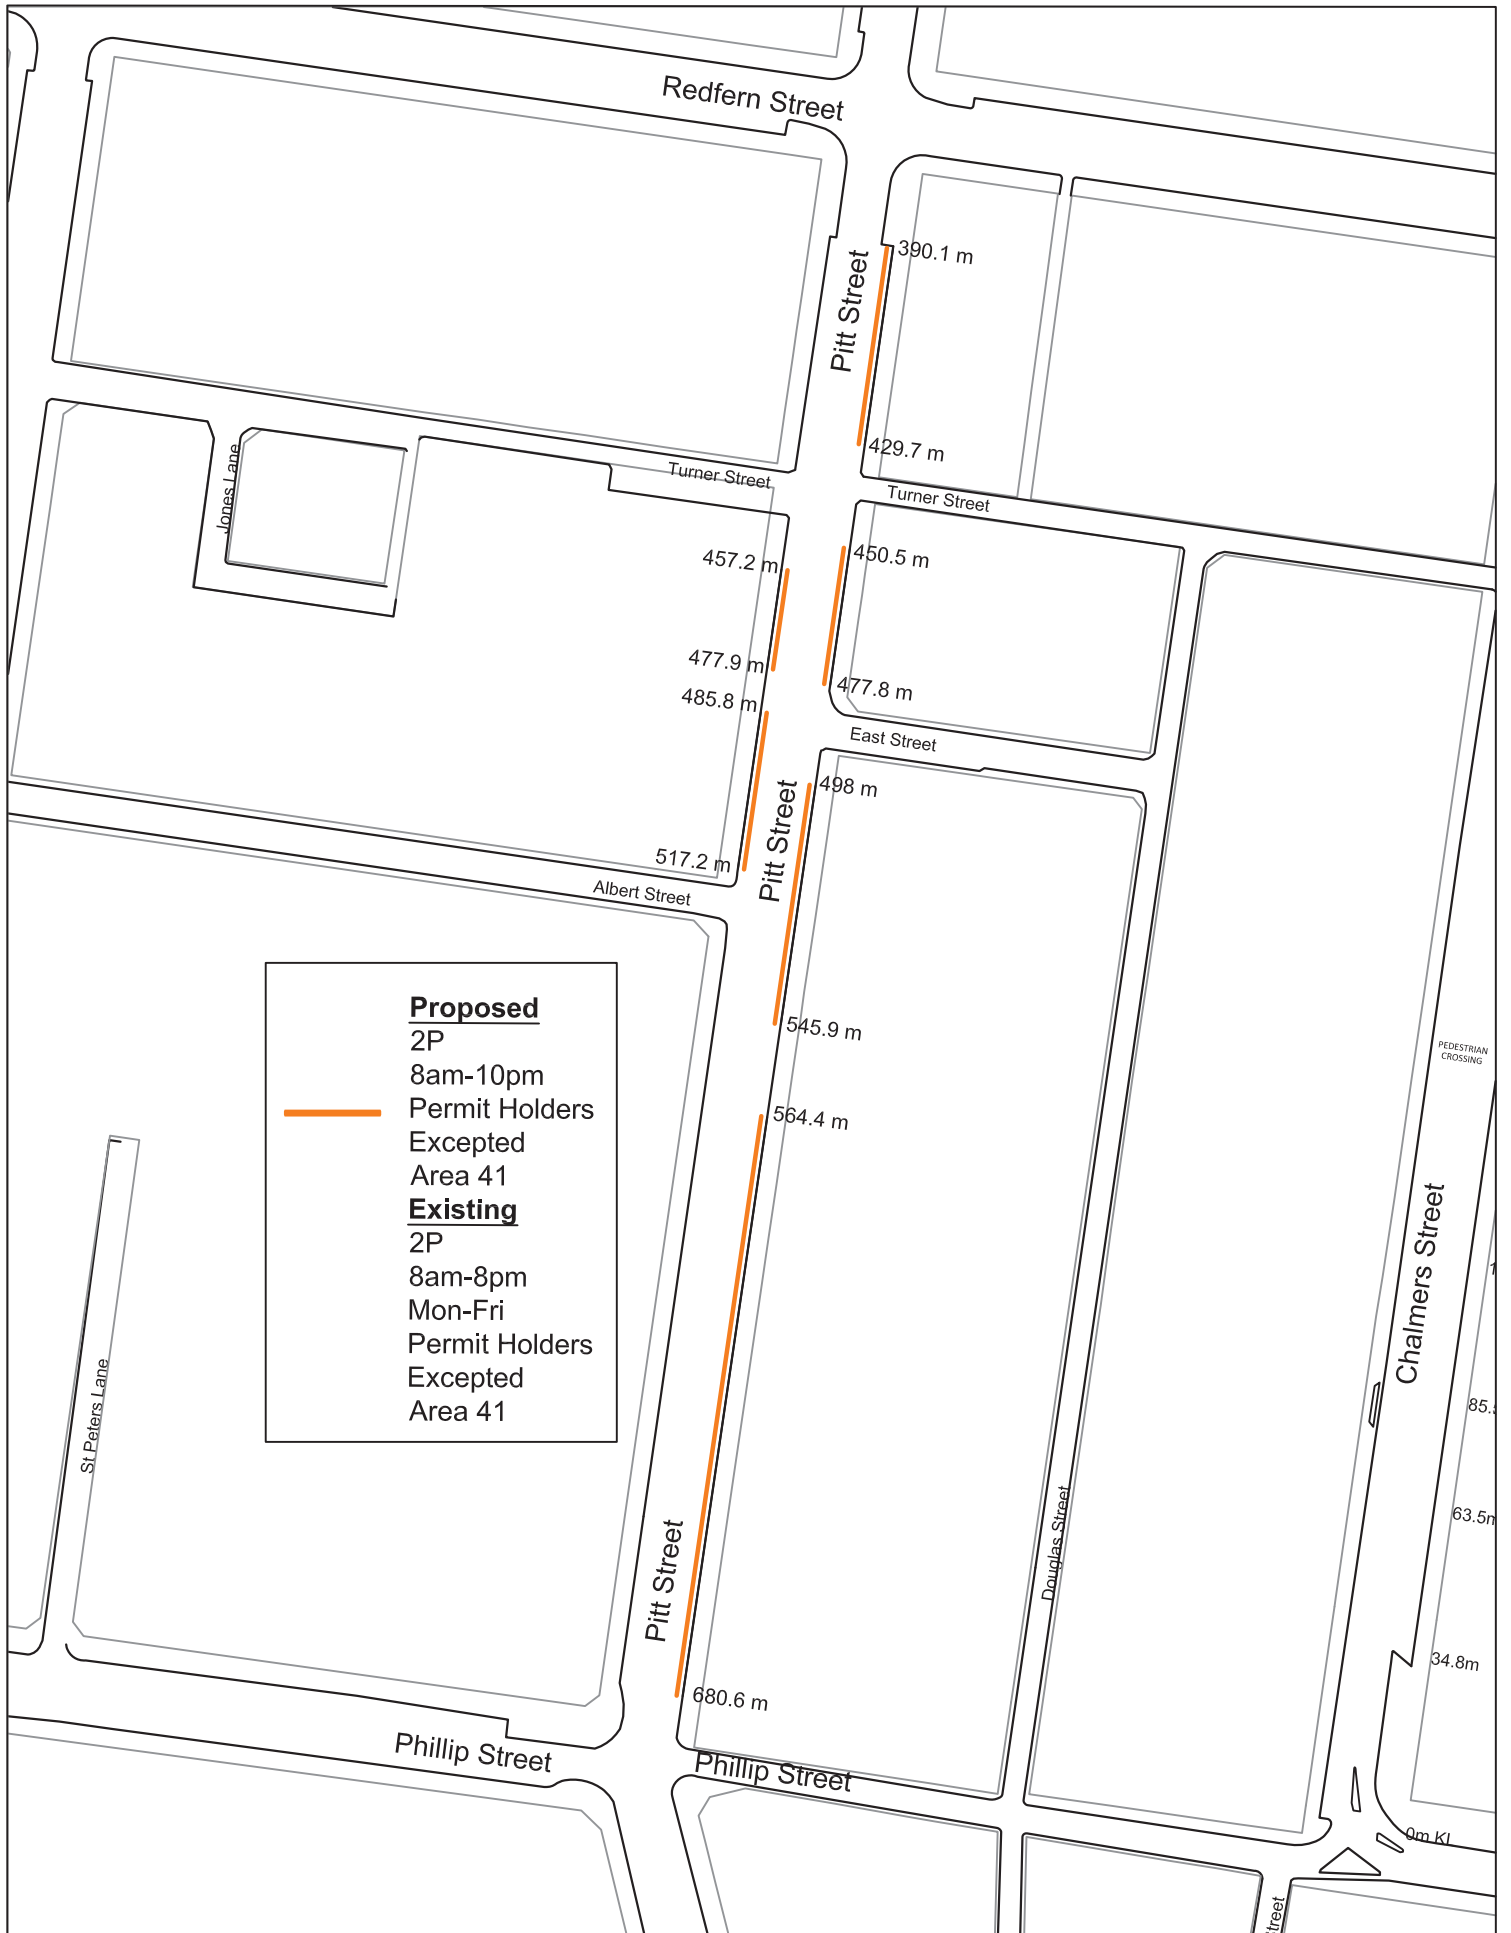 Redfern Street
390.1 m
Pitt Street
429.7 m
Turner Street
Turner Street
Jones Lane
457.2 m
450.5 m
477.9 m
477.8 m
485.8 m
East Street
498 m
Pitt Street
517.2 m
Albert Street
545.9 m
Proposed
2P
8am-10pm
Permit Holders
Excepted
Area 41
Existing
2P
8am-8pm
Mon-Fri
Permit Holders
Excepted
Area 41
PEDESTRIAN
CROSSING
564.4 m
Chalmers Street
St Peters Lane
63.5m
Douglas Street
Pitt Street
34.8m
680.6 m
Phillip Street
Phillip Street
0m KL